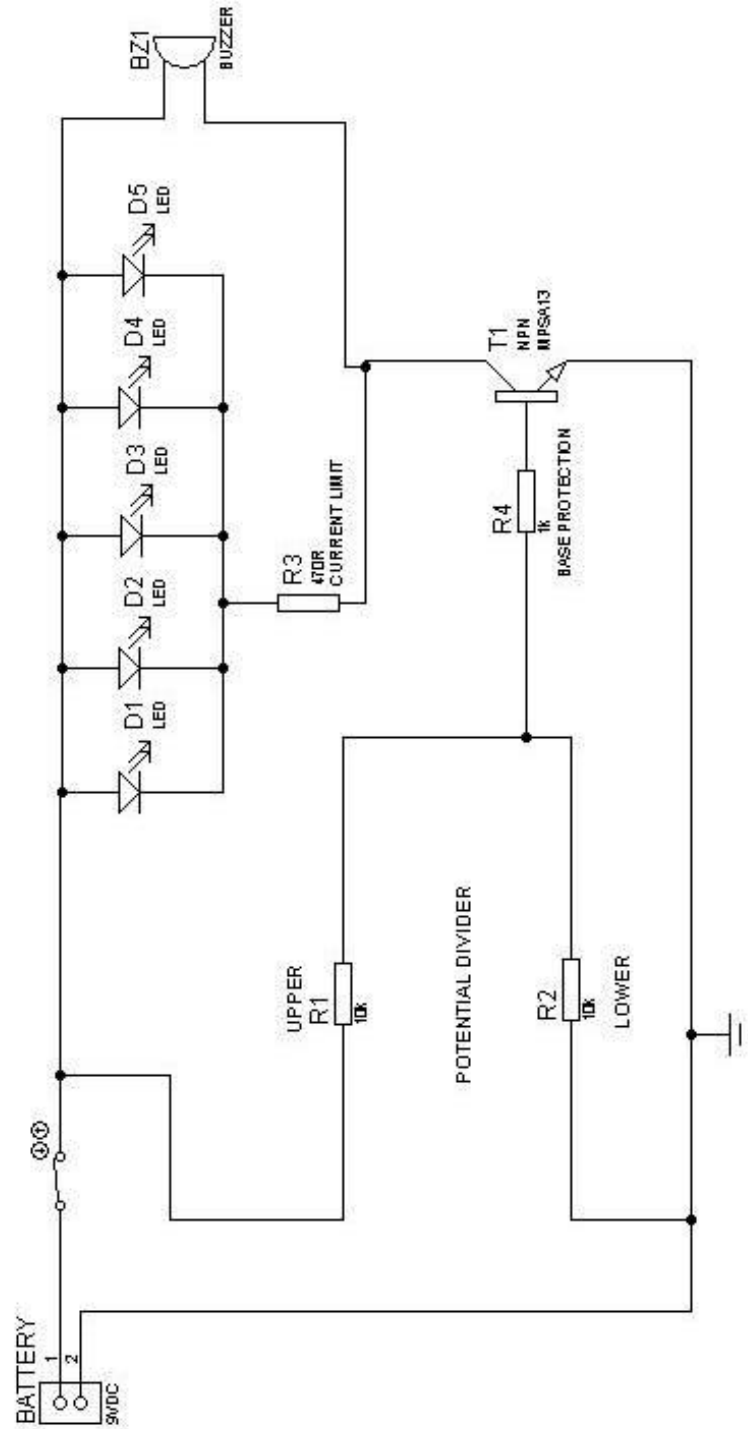 BATTERY
1
2
9VDC
D1
LED
D2
LED
D3
LED
D4
LED
D5
LED
BZ1
BUZZER
UPPER
R1
10k
POTENTIAL DIVIDER
R2
10k
LOWER
R3
470R
CURRENT LIMIT
R4
1k
BASE PROTECTION
T1
NPN
MPSA13